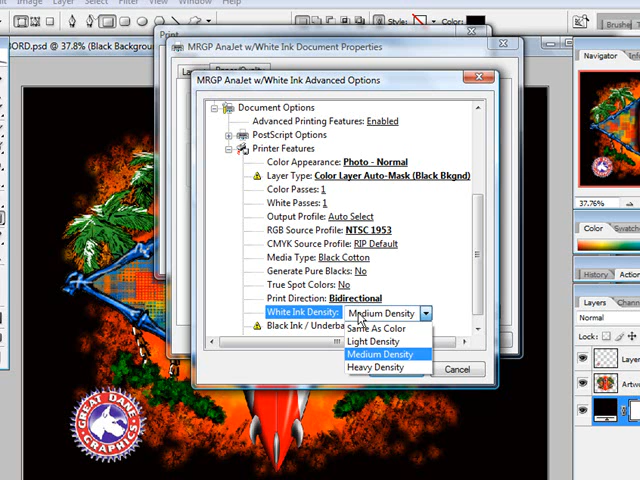 Image Layer Select Filter View Window Help
Style:
Color:
Brushes
BORD.psd @ 37.8% (Black Backgrou
Print
MRGP AnaJet w/White Ink Document Properties
MRGP AnaJet w/White Ink Advanced Options
Navigator
Document Options
Advanced Printing Features: Enabled
PostScript Options
Printer Features
Color Appearance: Photo - Normal
Layer Type: Color Layer Auto-Mask (Black Bkgnd)
Color Passes: 1
White Passes: 1
Output Profile: Auto Select
RGB Source Profile: NTSC 1953
CMYK Source Profile: RIP Default
Media Type: Black Cotton
Generate Pure Blacks: No
True Spot Colors: No
Print Direction: Bidirectional
White Ink Density: Medium Density
Black Ink / Underba
Same As Color
Light Density
Medium Density
Heavy Density
Cancel
37.76%
Color Swatche
History Action
Layers Chann
Normal
Lock:
Layer
Artw
GREAT DANE
GRAPHICS